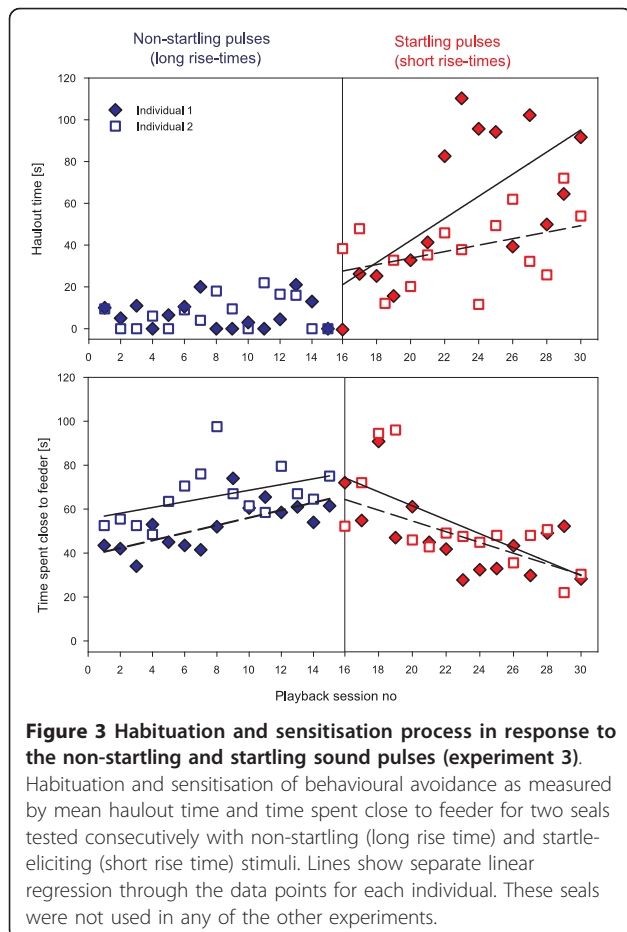 Non-startling pulses
(long rise-times)
Startling pulses
(short rise-times)
120
100
80
60
40
20
0
Haulout time [s]
Individual 1
Individual 2
0 2 4 6 8 10 12 14 16 18 20 22 24 26 28 30
120
100
80
60
40
20
0
Time spent close to feeder [s]
0 2 4 6 8 10 12 14 16 18 20 22 24 26 28 30
Playback session no
Figure 3 Habituation and sensitisation process in response to
the non-startling and startling sound pulses (experiment 3).
Habituation and sensitisation of behavioural avoidance as measured
by mean haulout time and time spent close to feeder for two seals
tested consecutively with non-startling (long rise time) and startle-
eliciting (short rise time) stimuli. Lines show separate linear
regression through the data points for each individual. These seals
were not used in any of the other experiments.